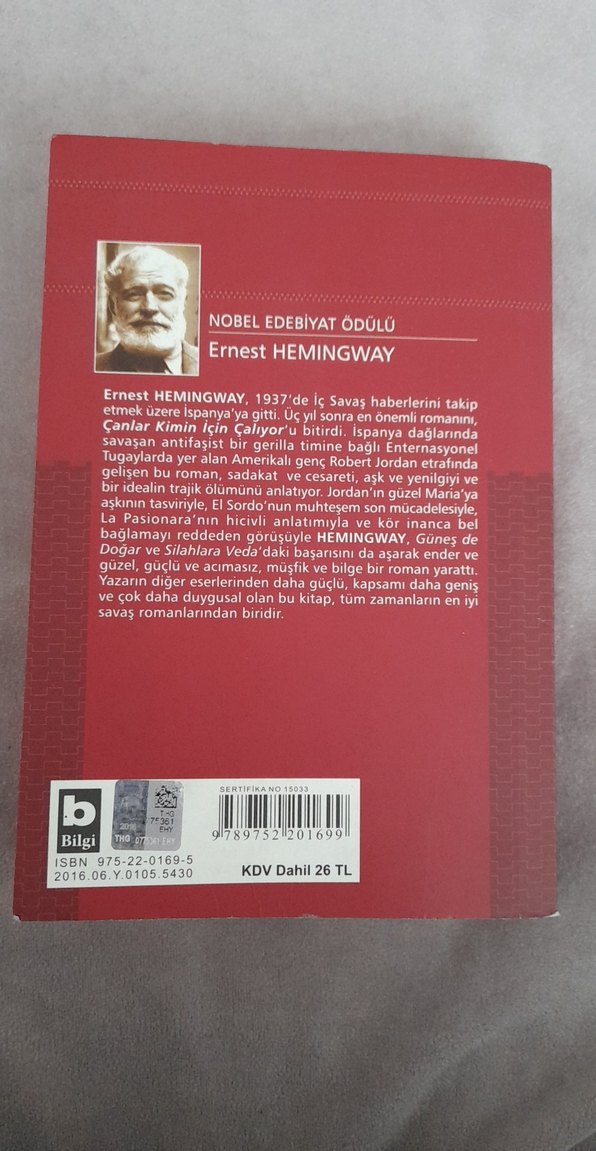 NOBEL EDEBİYAT ÖDÜLÜ
Ernest HEMINGWAY
Ernest HEMINGWAY, 1937'de İç Savaş haberlerini takip
etmek üzere İspanya'ya gitti. Üç yıl sonra en önemli romanını,
Çanlar Kimin İçin Çalıyor'u bitirdi. İspanya dağlarında
savaşan antifaşist bir gerilla timine bağlı Enternasyonel
Tugaylarda yer alan Amerikalı genç Robert Jordan etrafında
gelişen bu roman, sadakat ve cesareti, aşk ve yenilgiyi ve
bir idealin trajik ölümünü anlatıyor. Jordan'ın güzel Maria'ya
aşkının tasviriyle, El Sordo'nun muhteşem son mücadelesiyle,
La Pasionara'nın hicivli anlatımıyla ve kör inanca bel
bağlamayı reddeden görüşüyle HEMINGWAY, Güneş de
Doğar ve Silahlara Veda'daki başarısını da aşarak ender ve
güzel, güçlü ve acımasız, müşfik ve bilge bir roman yarattı.
Yazarın diğer eserlerinden daha güçlü, kapsamı daha geniş
ve çok daha duygusal olan bu kitap, tüm zamanların en iyi
savaş romanlarından biridir.
b
Bilgi
2016
THG
THG
75361
EHY
0775361 EHY
SERTİFİKA NO 15033
9 789752 201699
ISBN 975-22-0169-5
2016.06.Y.0105.5430
KDV Dahil 26 TL